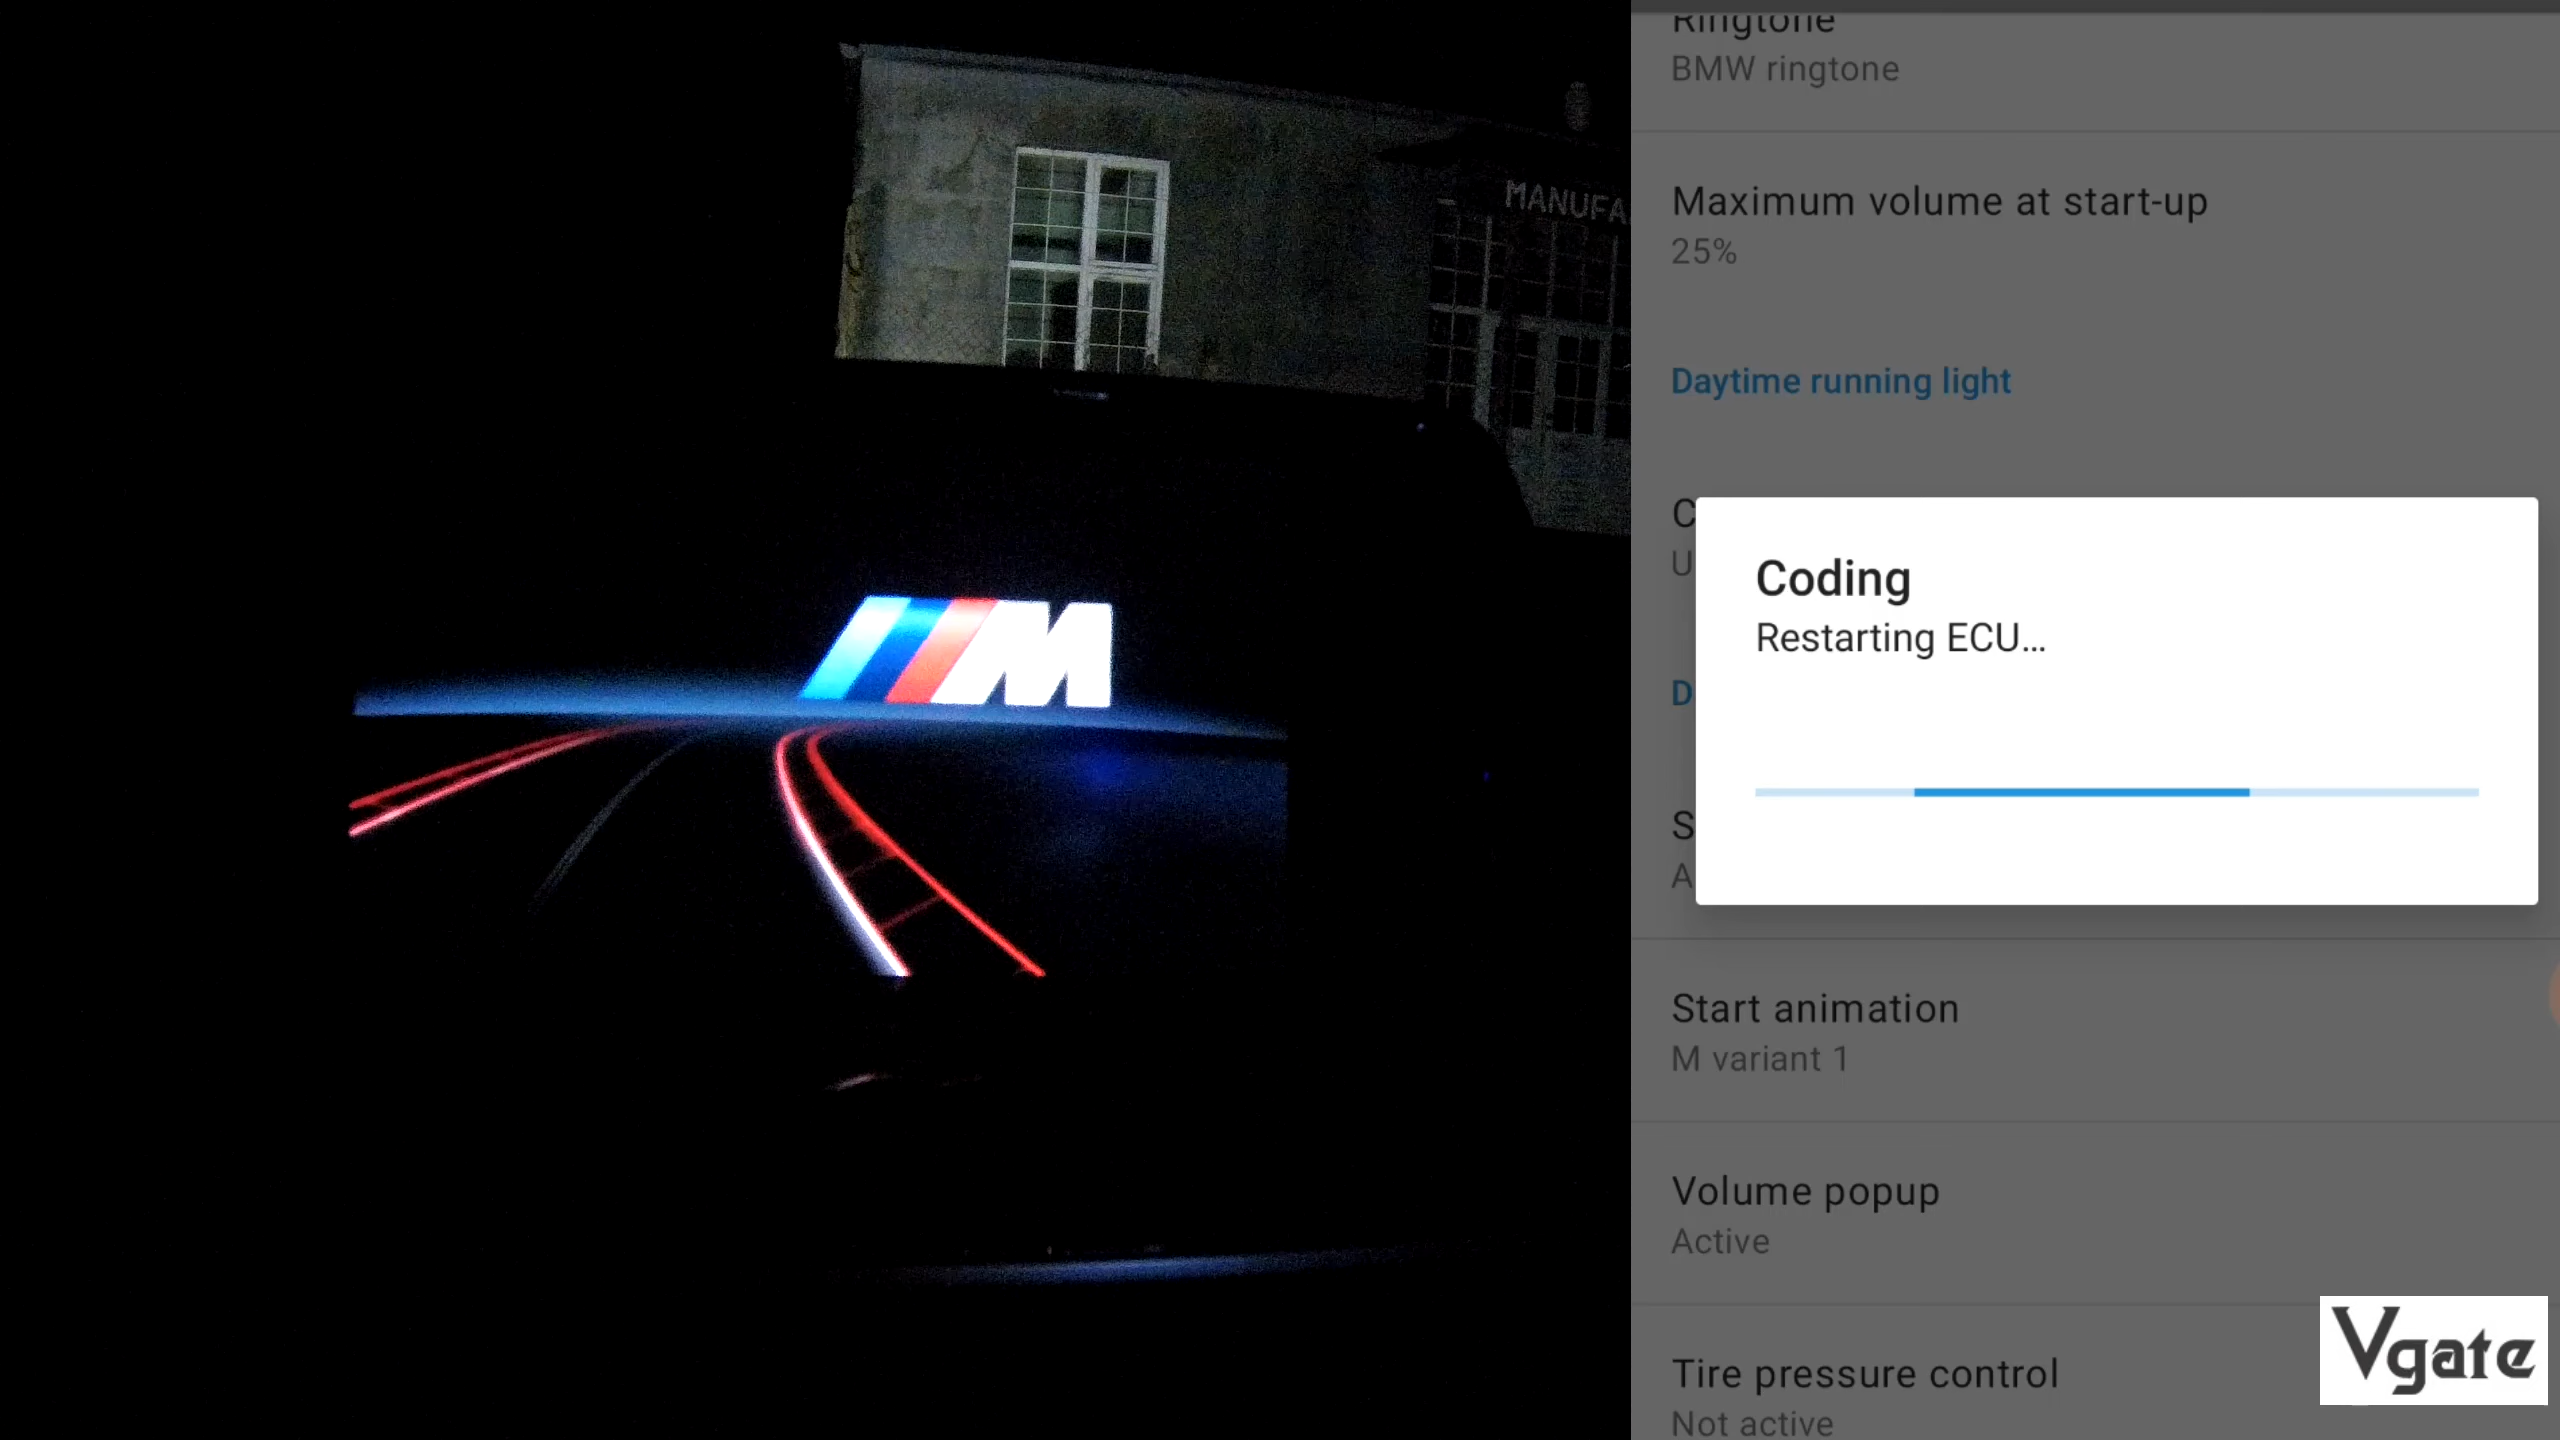 MANUFA
M
Ringtone
BMW ringtone
Maximum volume at start-up
25%
Daytime running light
C
U
Coding
Restarting ECU...
D
S
A
Start animation
M variant 1
Volume popup
Active
Tire pressure control
Not active
Vgate